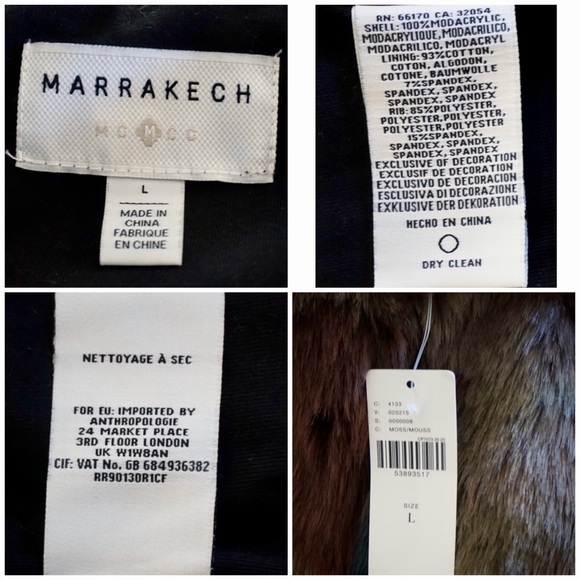 MARRAKECH
MC M CC
L
MADE IN
CHINA
FABRIQUE
EN CHINE
RN: 66170 CA: 32054
SHELL: 100%MODACRYLIC,
MODACRYLIQUE, MODACRILICO,
MODACRILICO, MODACRYL
LINING: 93%COTTON,
COTON, ALGODON,
COTONE, BAUMWOLLE
7%SPANDEX,
SPANDEX, SPANDEX,
SPANDEX, SPANDEX
RIB: 85%POLYESTER,
POLYESTER,POLYESTER,
POLYESTER, POLYESTER
15%SPANDEX,
SPANDEX, SPANDEX,
SPANDEX, SPANDEX
EXCLUSIVE OF DECORATION
EXCLUSIF DE DECORATION
EXCLUSIVO DE DECORACION
ESCLUSIVA DI DECORAZIONE
EXKLUSIVE DER DEKORATION
HECHO EN CHINA
DRY CLEAN
NETTOYAGE À SEC
FOR EU: IMPORTED BY
ANTHROPOLOGIE
24 MARKET PLACE
3RD FLOOR LONDON
UK W1W8AN
CIF: VAT No. GB 684936382
RR90130R1CF
C: 4133
V: 020215
S: 0000008
C: MOSS/MOUSS
53893517
SIZE
L